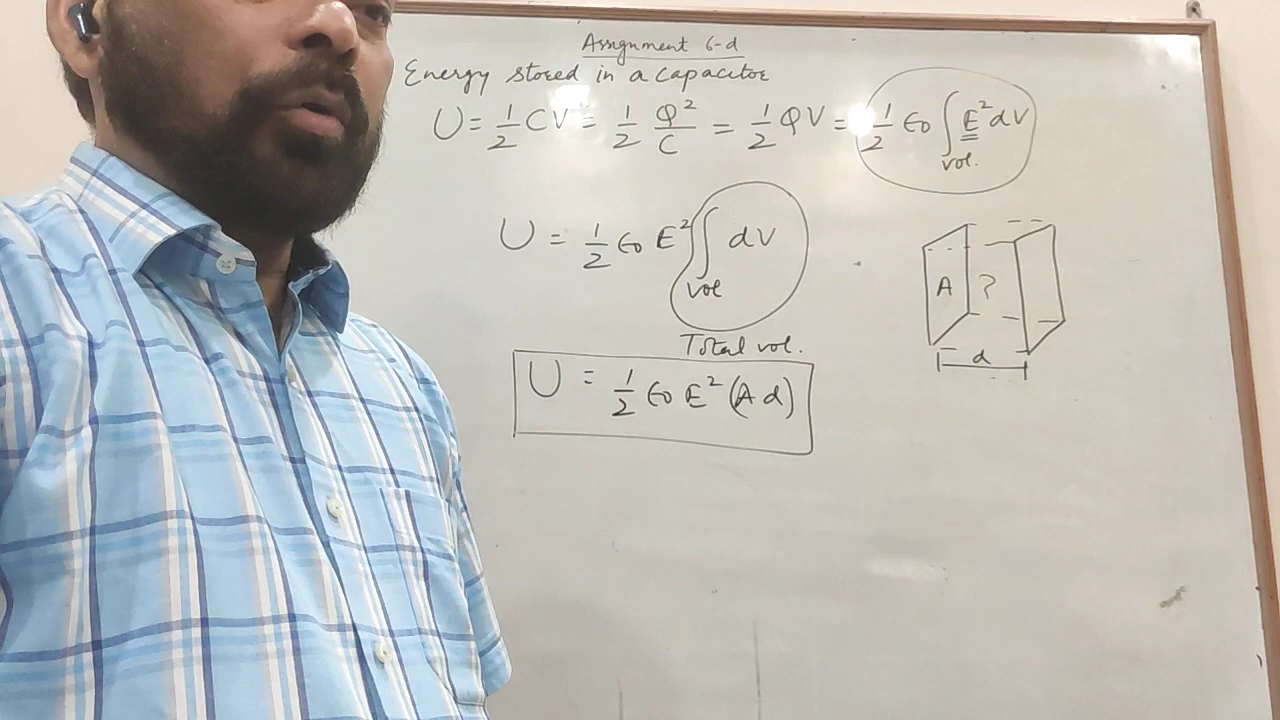 Assignment 6-d
Energy stored in a capacitor
U = 1/2 CV² = 1/2 Q²/C = 1/2 QV = 1/2 ε₀ ∫vol. E² dV
U = 1/2 ε₀ E² ∫vol dV
A ?
d
Total vol.
U = 1/2 ε₀ E² (A d)